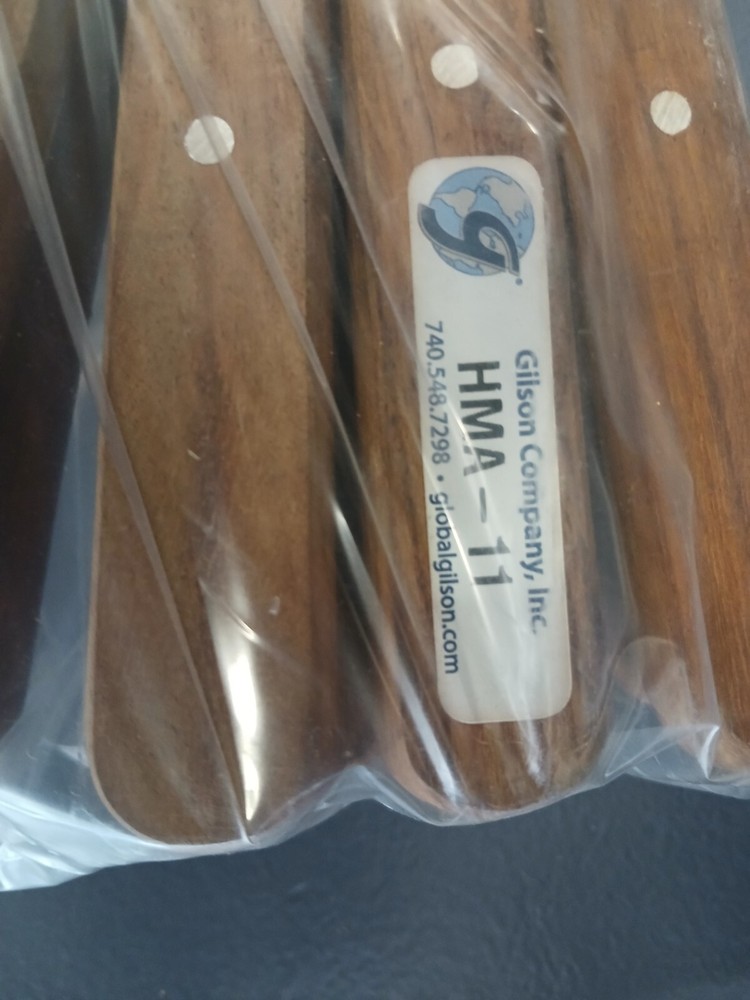 Gilson Company, Inc.
HMA-11
740.548.7298 • globalgilson.com